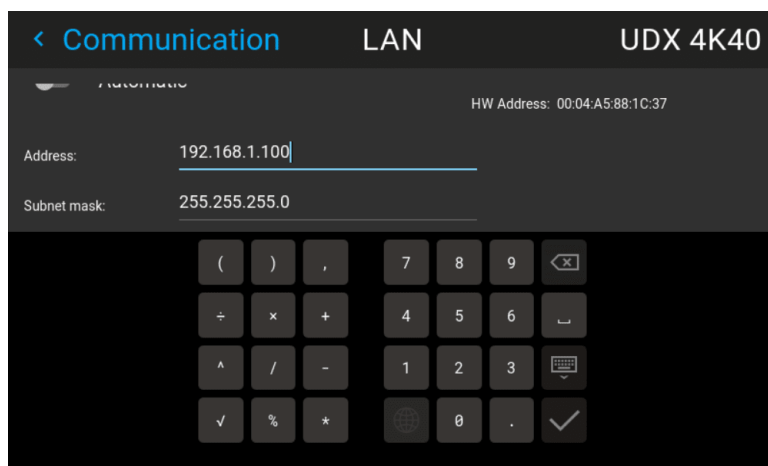 ‹ Communication LAN UDX 4K40
Automatic
HW Address: 00:04:A5:88:1C:37
Address: 192.168.1.100
Subnet mask: 255.255.255.0
( ) , 7 8 9
÷ × + 4 5 6
^ / - 1 2 3
√ % * 0 .